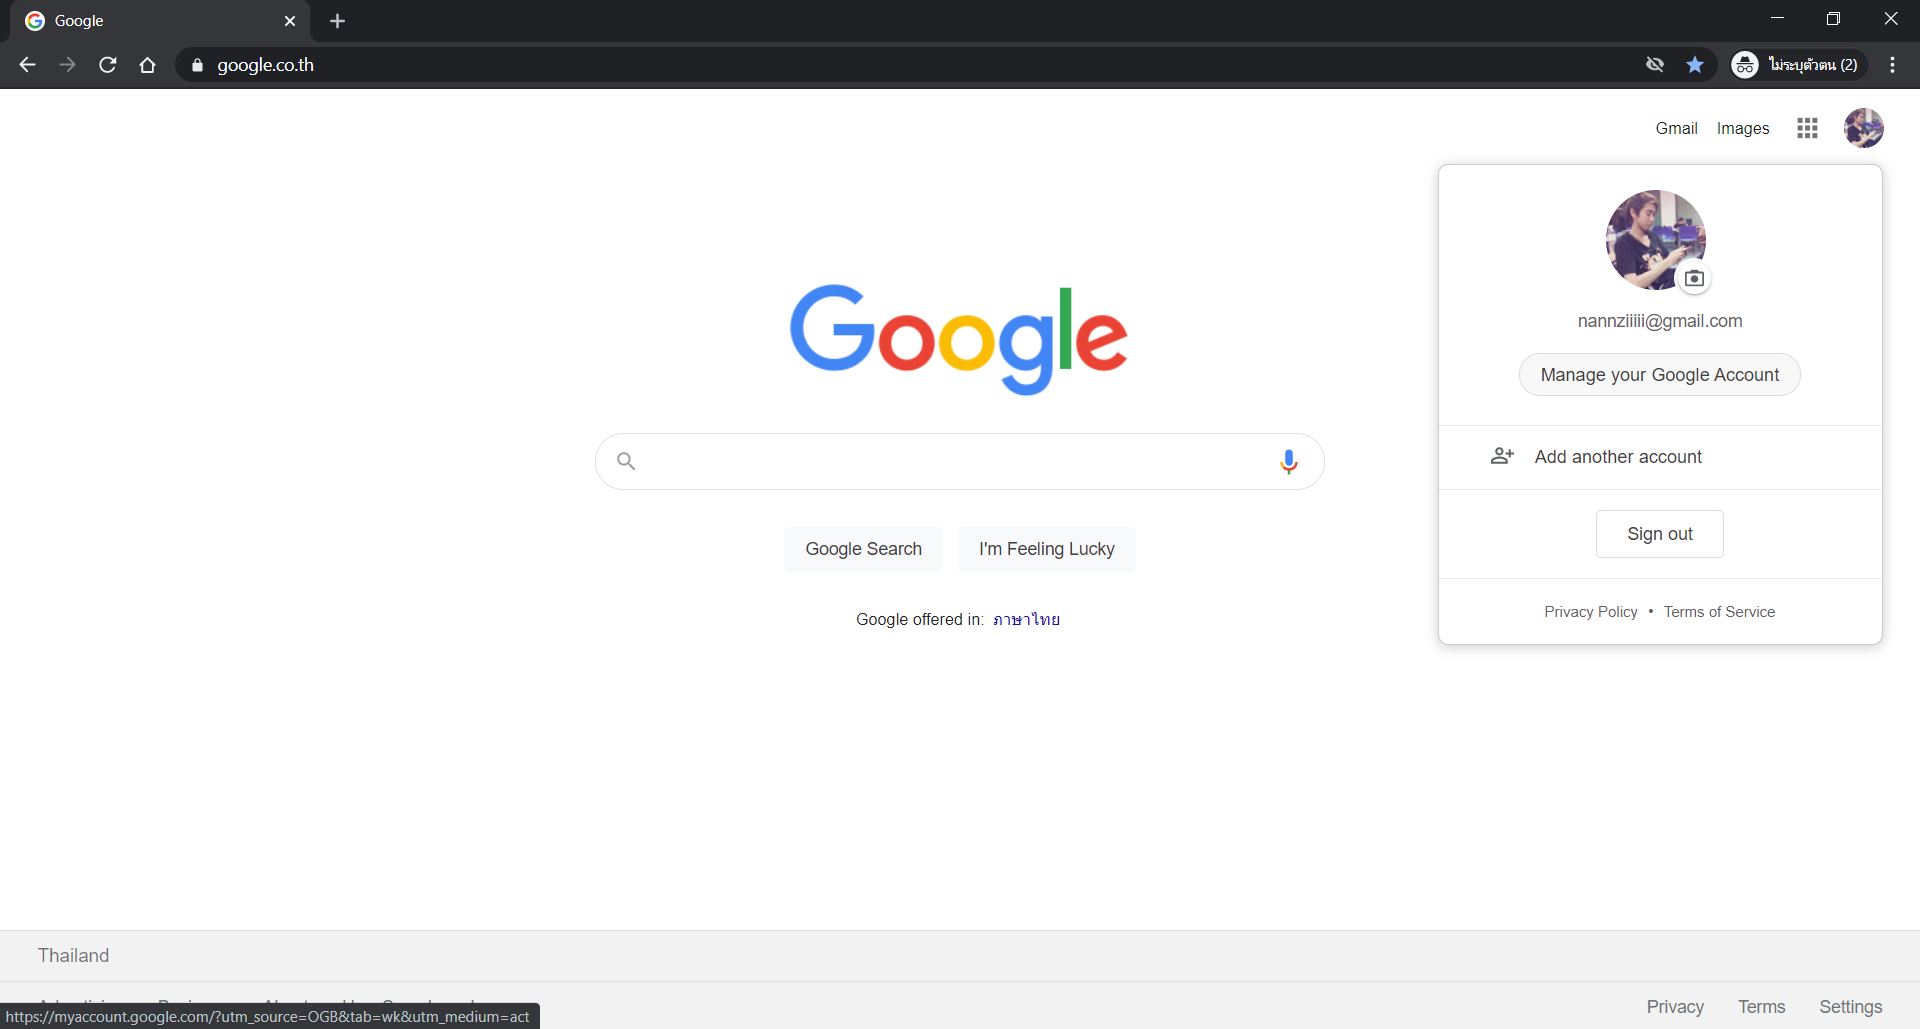 Google
google.co.th
ไม่ระบุตัวตน (2)
Gmail Images
Google
nannziiiii@gmail.com
Manage your Google Account
Add another account
Sign out
Privacy Policy • Terms of Service
Google Search I'm Feeling Lucky
Google offered in: ภาษาไทย
Thailand
Privacy Terms Settings
https://myaccount.google.com/?utm_source=OGB&tab=wk&utm_medium=act